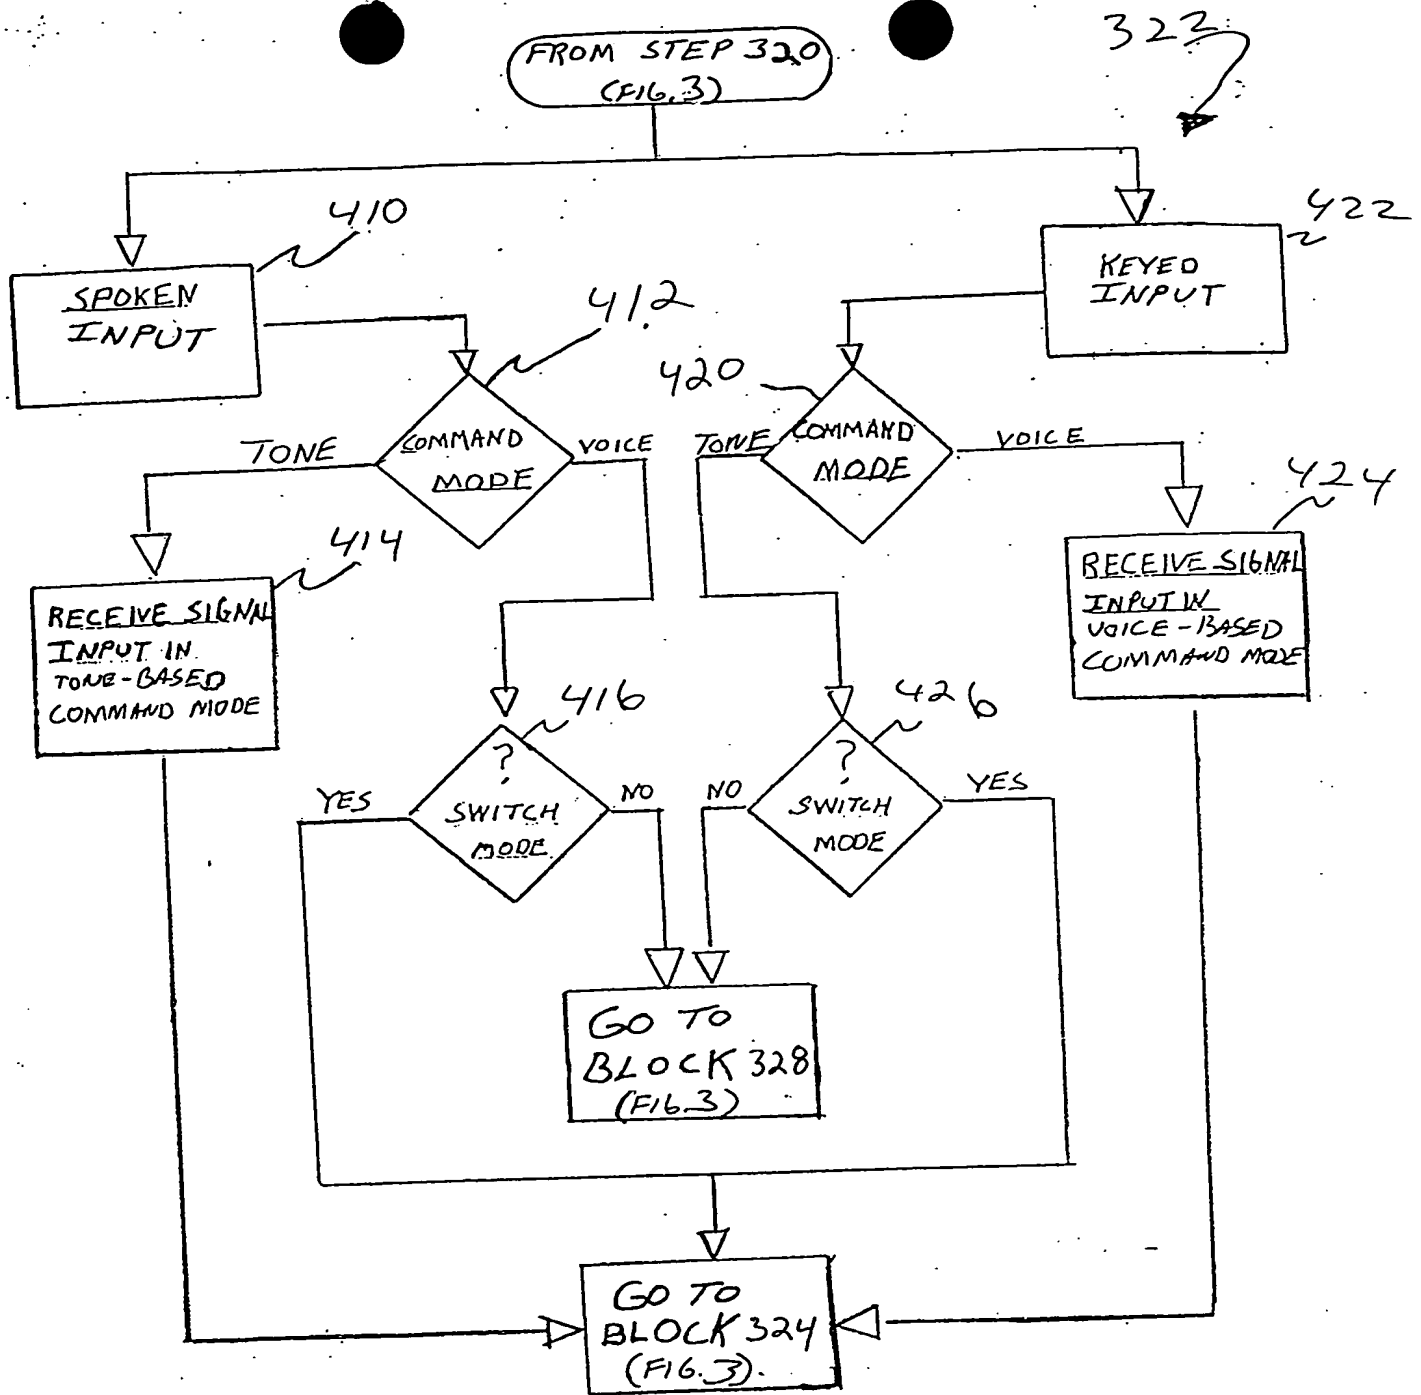 FROM STEP 320
(FIG. 3)
322
410
SPOKEN
INPUT
422
KEYED
INPUT
412
COMMAND
MODE
TONE
VOICE
420
COMMAND
MODE
TONE
VOICE
414
RECEIVE SIGNAL
INPUT IN
TONE-BASED
COMMAND MODE
424
RECEIVE SIGNAL
INPUT IN
VOICE-BASED
COMMAND MODE
416
?
SWITCH
MODE
YES
NO
426
?
SWITCH
MODE
NO
YES
GO TO
BLOCK 328
(FIG. 3)
GO TO
BLOCK 324
(FIG. 3).